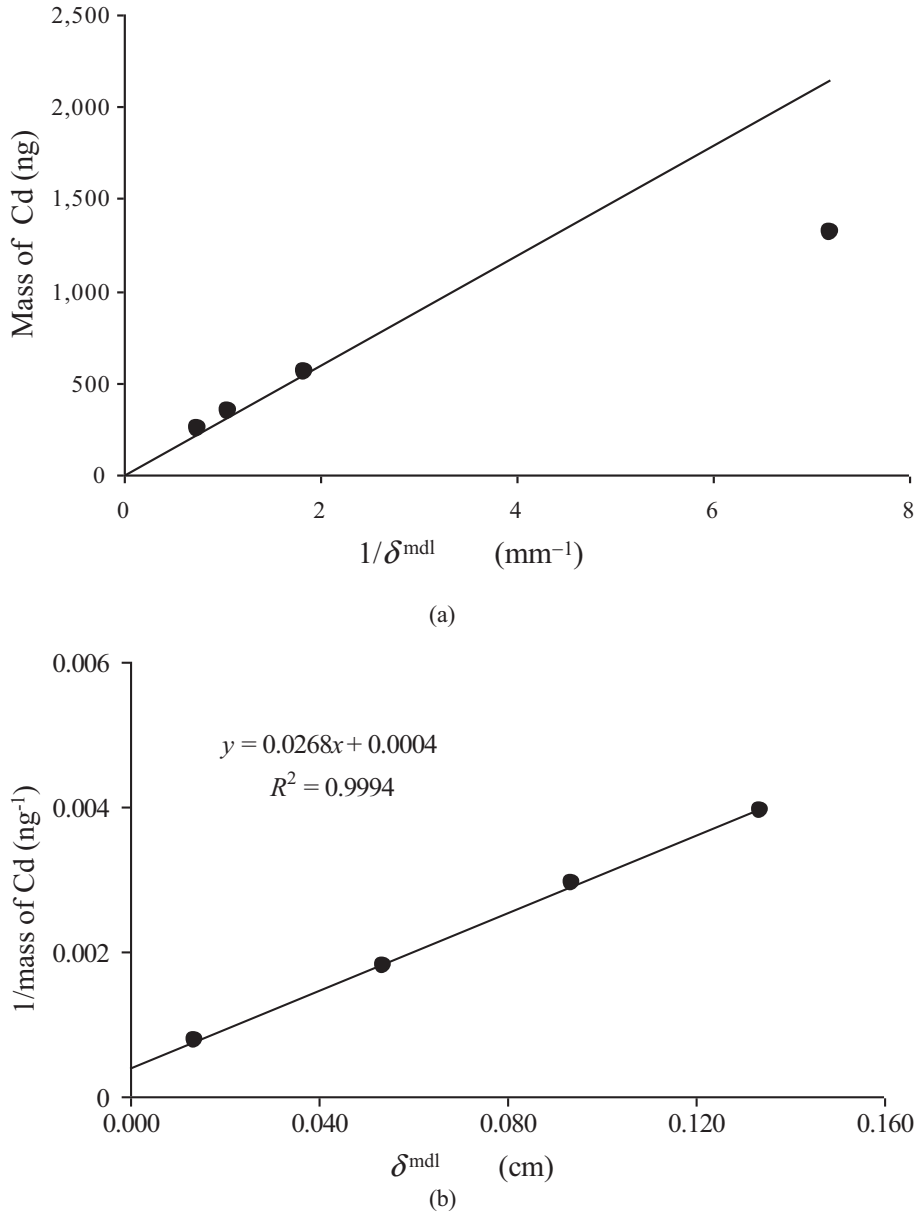 2,500
2,000
1,500
1,000
500
0
Mass of Cd (ng)
0 2 4 6 8
1/δᵐᵈˡ (mm⁻¹)
(a)
0.006
0.004
0.002
0
1/mass of Cd (ng⁻¹)
y = 0.0268x + 0.0004
R² = 0.9994
0.000 0.040 0.080 0.120 0.160
δᵐᵈˡ (cm)
(b)